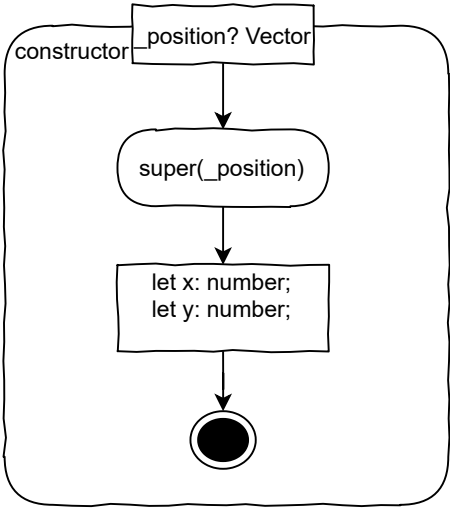 constructor
_position? Vector
super(_position)
let x: number;
let y: number;